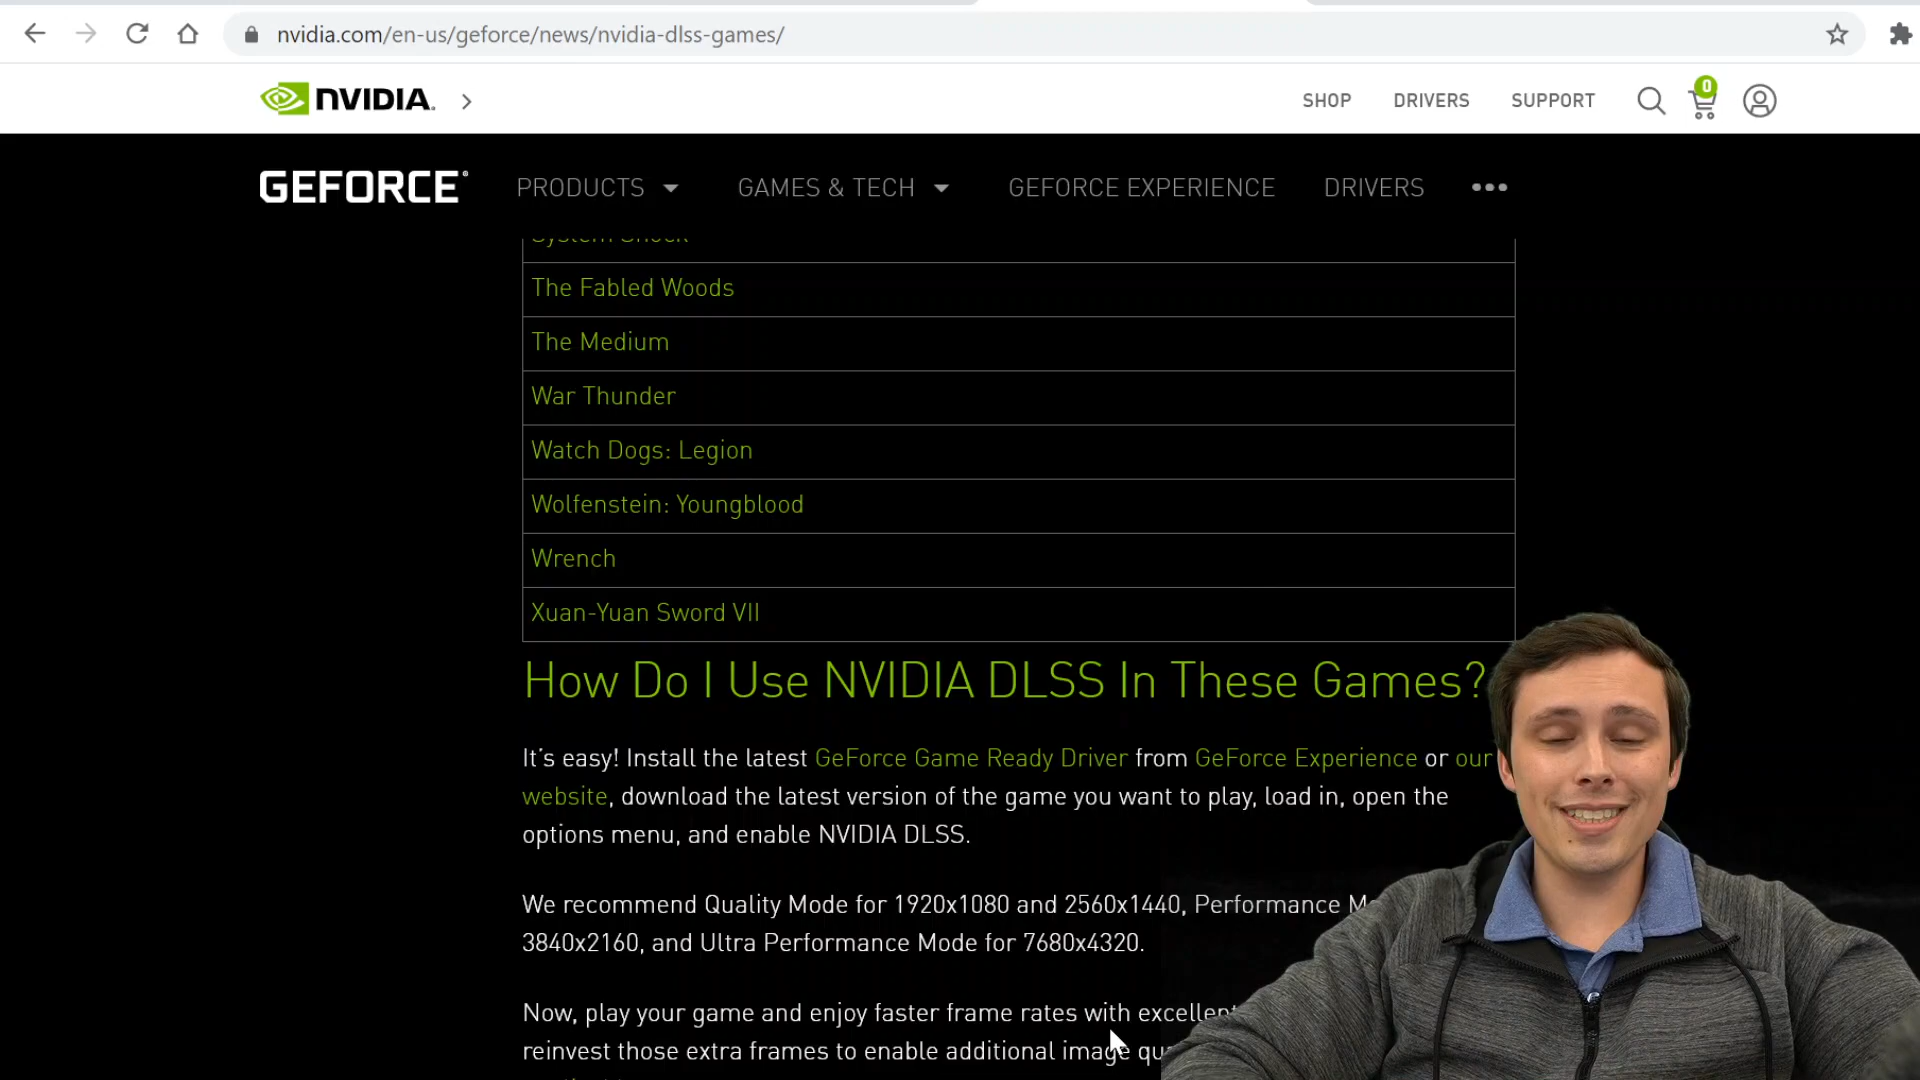 nvidia.com/en-us/geforce/news/nvidia-dlss-games/
NVIDIA.
SHOP DRIVERS SUPPORT 0
GEFORCE PRODUCTS GAMES & TECH GEFORCE EXPERIENCE DRIVERS
System Shock
The Fabled Woods
The Medium
War Thunder
Watch Dogs: Legion
Wolfenstein: Youngblood
Wrench
Xuan-Yuan Sword VII
How Do I Use NVIDIA DLSS In These Games?
It's easy! Install the latest GeForce Game Ready Driver from GeForce Experience or our
website, download the latest version of the game you want to play, load in, open the
options menu, and enable NVIDIA DLSS.
We recommend Quality Mode for 1920x1080 and 2560x1440, Performance
3840x2160, and Ultra Performance Mode for 7680x4320.
Now, play your game and enjoy faster frame rates with excellent
reinvest those extra frames to enable additional image